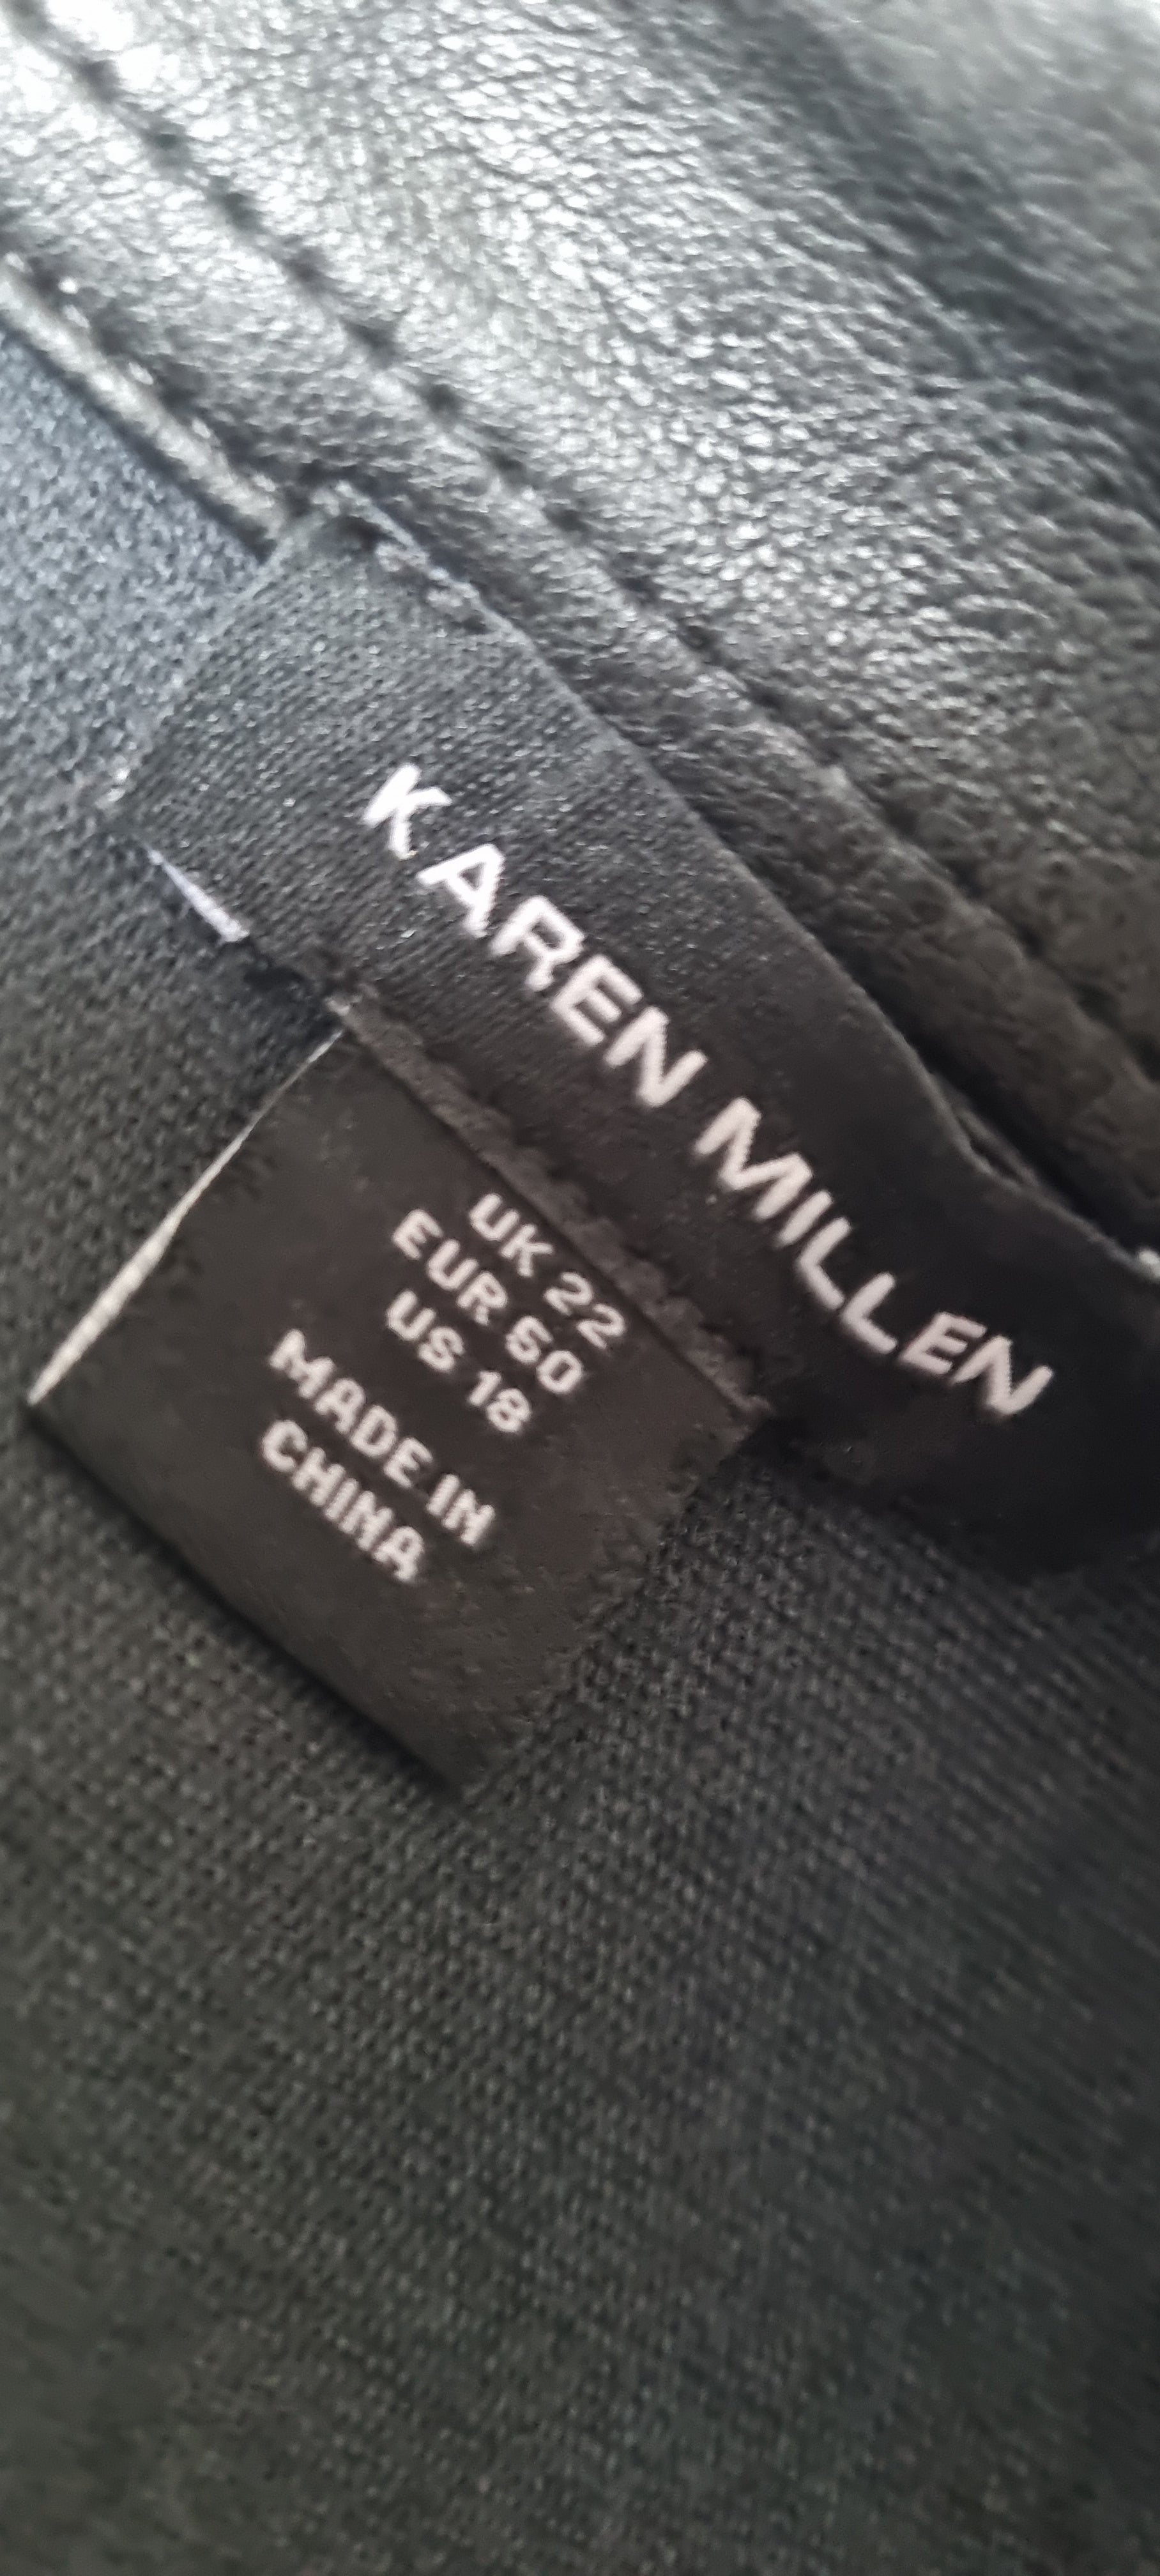 KAREN MILLEN
UK 22
EUR 50
US 18
MADE IN
CHINA